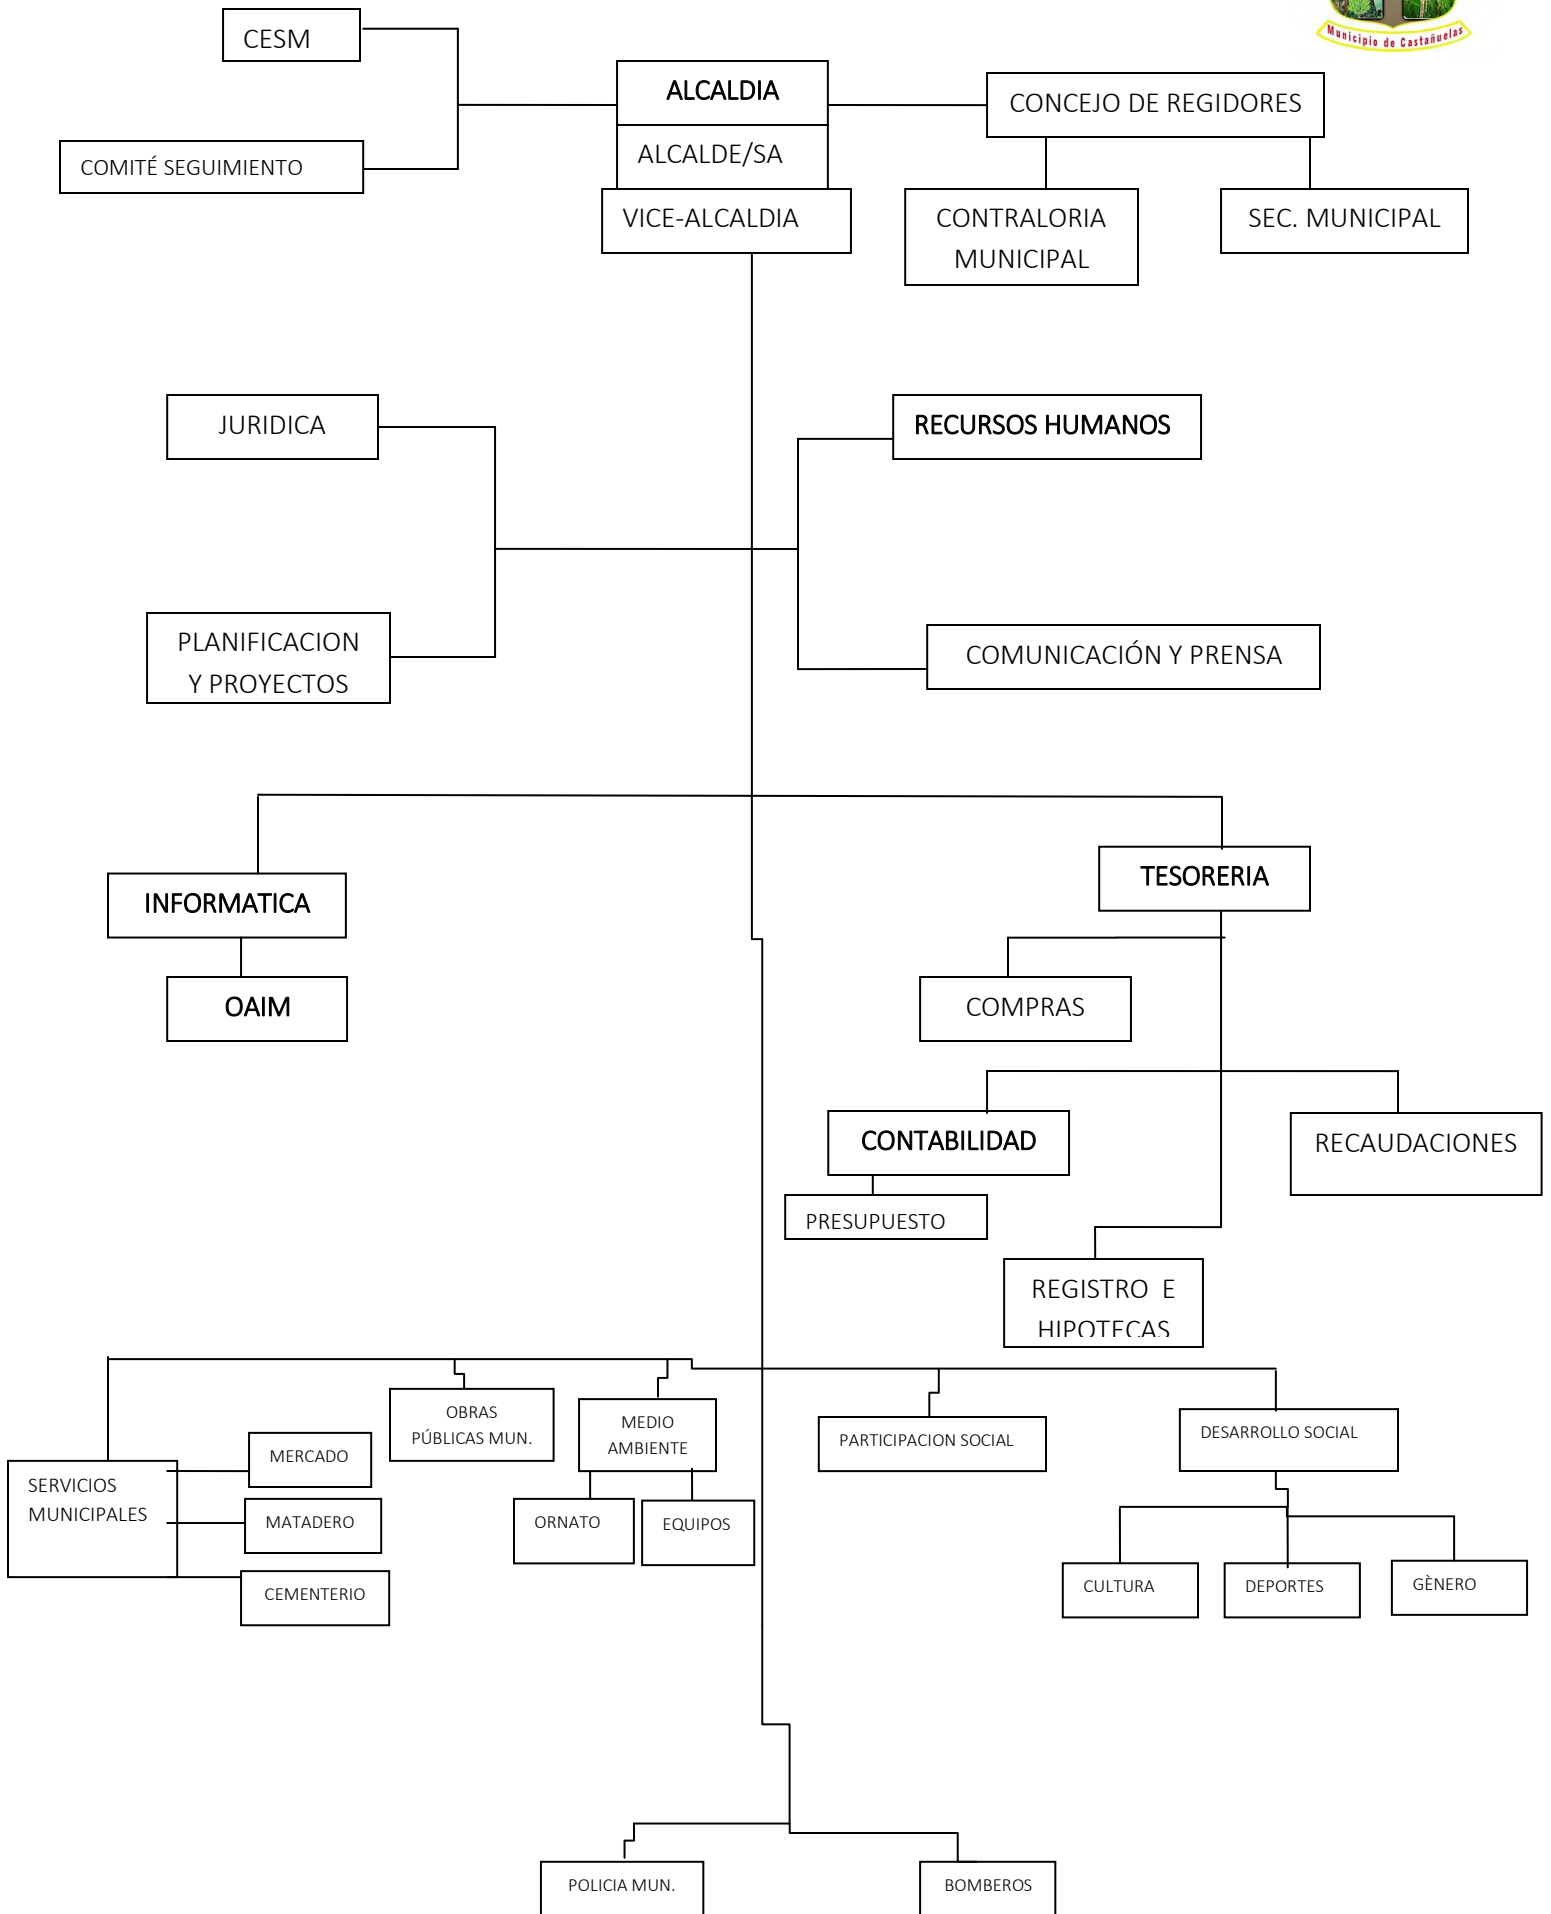 Municipio de Castañuelas
CESM
ALCALDIA
CONCEJO DE REGIDORES
COMITÉ SEGUIMIENTO
ALCALDE/SA
VICE-ALCALDIA
CONTRALORIA
MUNICIPAL
SEC. MUNICIPAL
JURIDICA
RECURSOS HUMANOS
PLANIFICACION
Y PROYECTOS
COMUNICACIÓN Y PRENSA
INFORMATICA
TESORERIA
OAIM
COMPRAS
CONTABILIDAD
RECAUDACIONES
PRESUPUESTO
REGISTRO E
HIPOTECAS
SERVICIOS
MUNICIPALES
MERCADO
MATADERO
CEMENTERIO
OBRAS
PÚBLICAS MUN.
MEDIO
AMBIENTE
ORNATO
EQUIPOS
PARTICIPACION SOCIAL
DESARROLLO SOCIAL
CULTURA
DEPORTES
GÈNERO
POLICIA MUN.
BOMBEROS